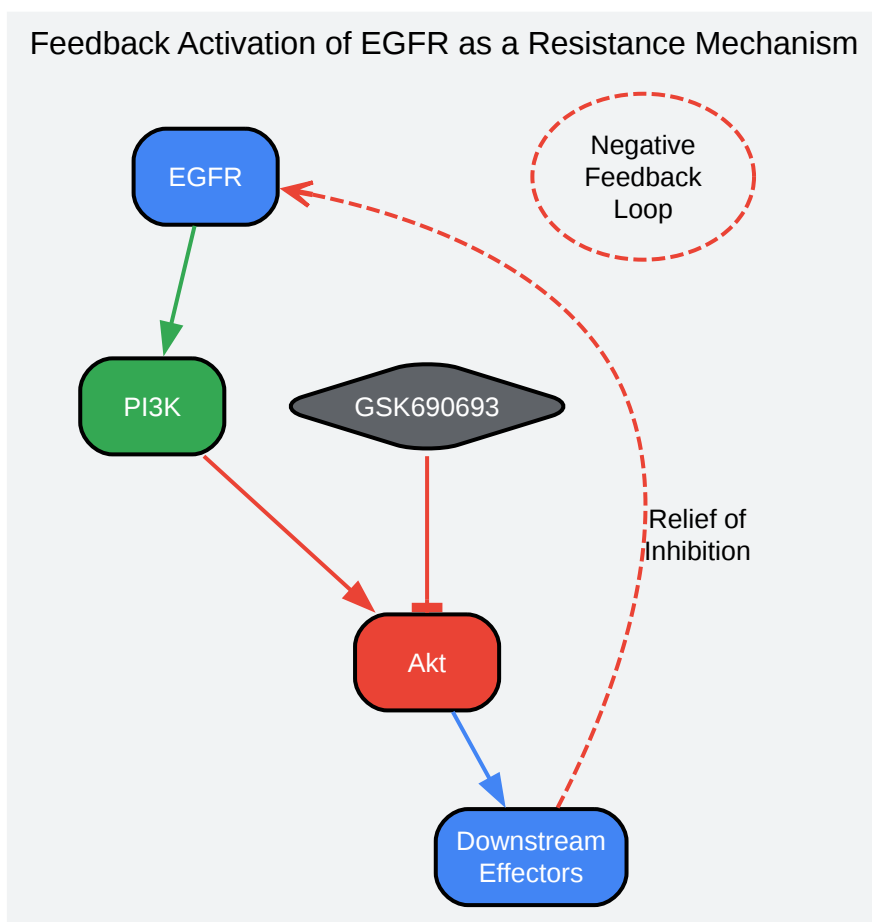 Feedback Activation of EGFR as a Resistance Mechanism
Negative
Feedback
Loop
EGFR
PI3K
GSK690693
Relief of
Inhibition
Akt
Downstream
Effectors